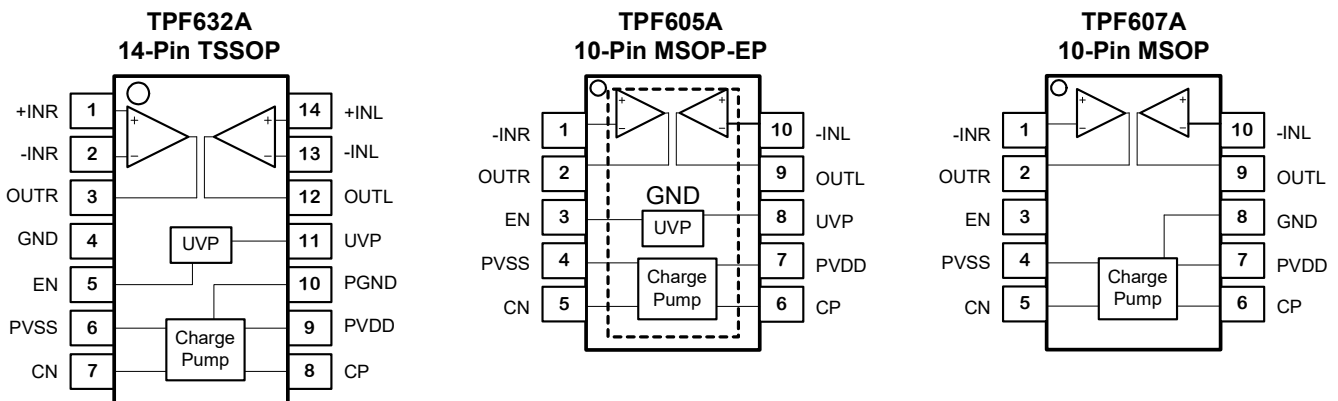 TPF632A
14-Pin TSSOP
+INR 1 + + 14 +INL
-INR 2 − − 13 -INL
OUTR 3 12 OUTL
GND 4 UVP 11 UVP
EN 5 10 PGND
PVSS 6 9 PVDD
Charge
Pump
CN 7 8 CP
TPF605A
10-Pin MSOP-EP
+ +
-INR 1 − − 10 -INL
OUTR 2 9 OUTL
GND
EN 3 UVP 8 UVP
PVSS 4 7 PVDD
Charge
Pump
CN 5 6 CP
TPF607A
10-Pin MSOP
+ +
-INR 1 − − 10 -INL
OUTR 2 9 OUTL
EN 3 8 GND
PVSS 4 7 PVDD
Charge
Pump
CN 5 6 CP